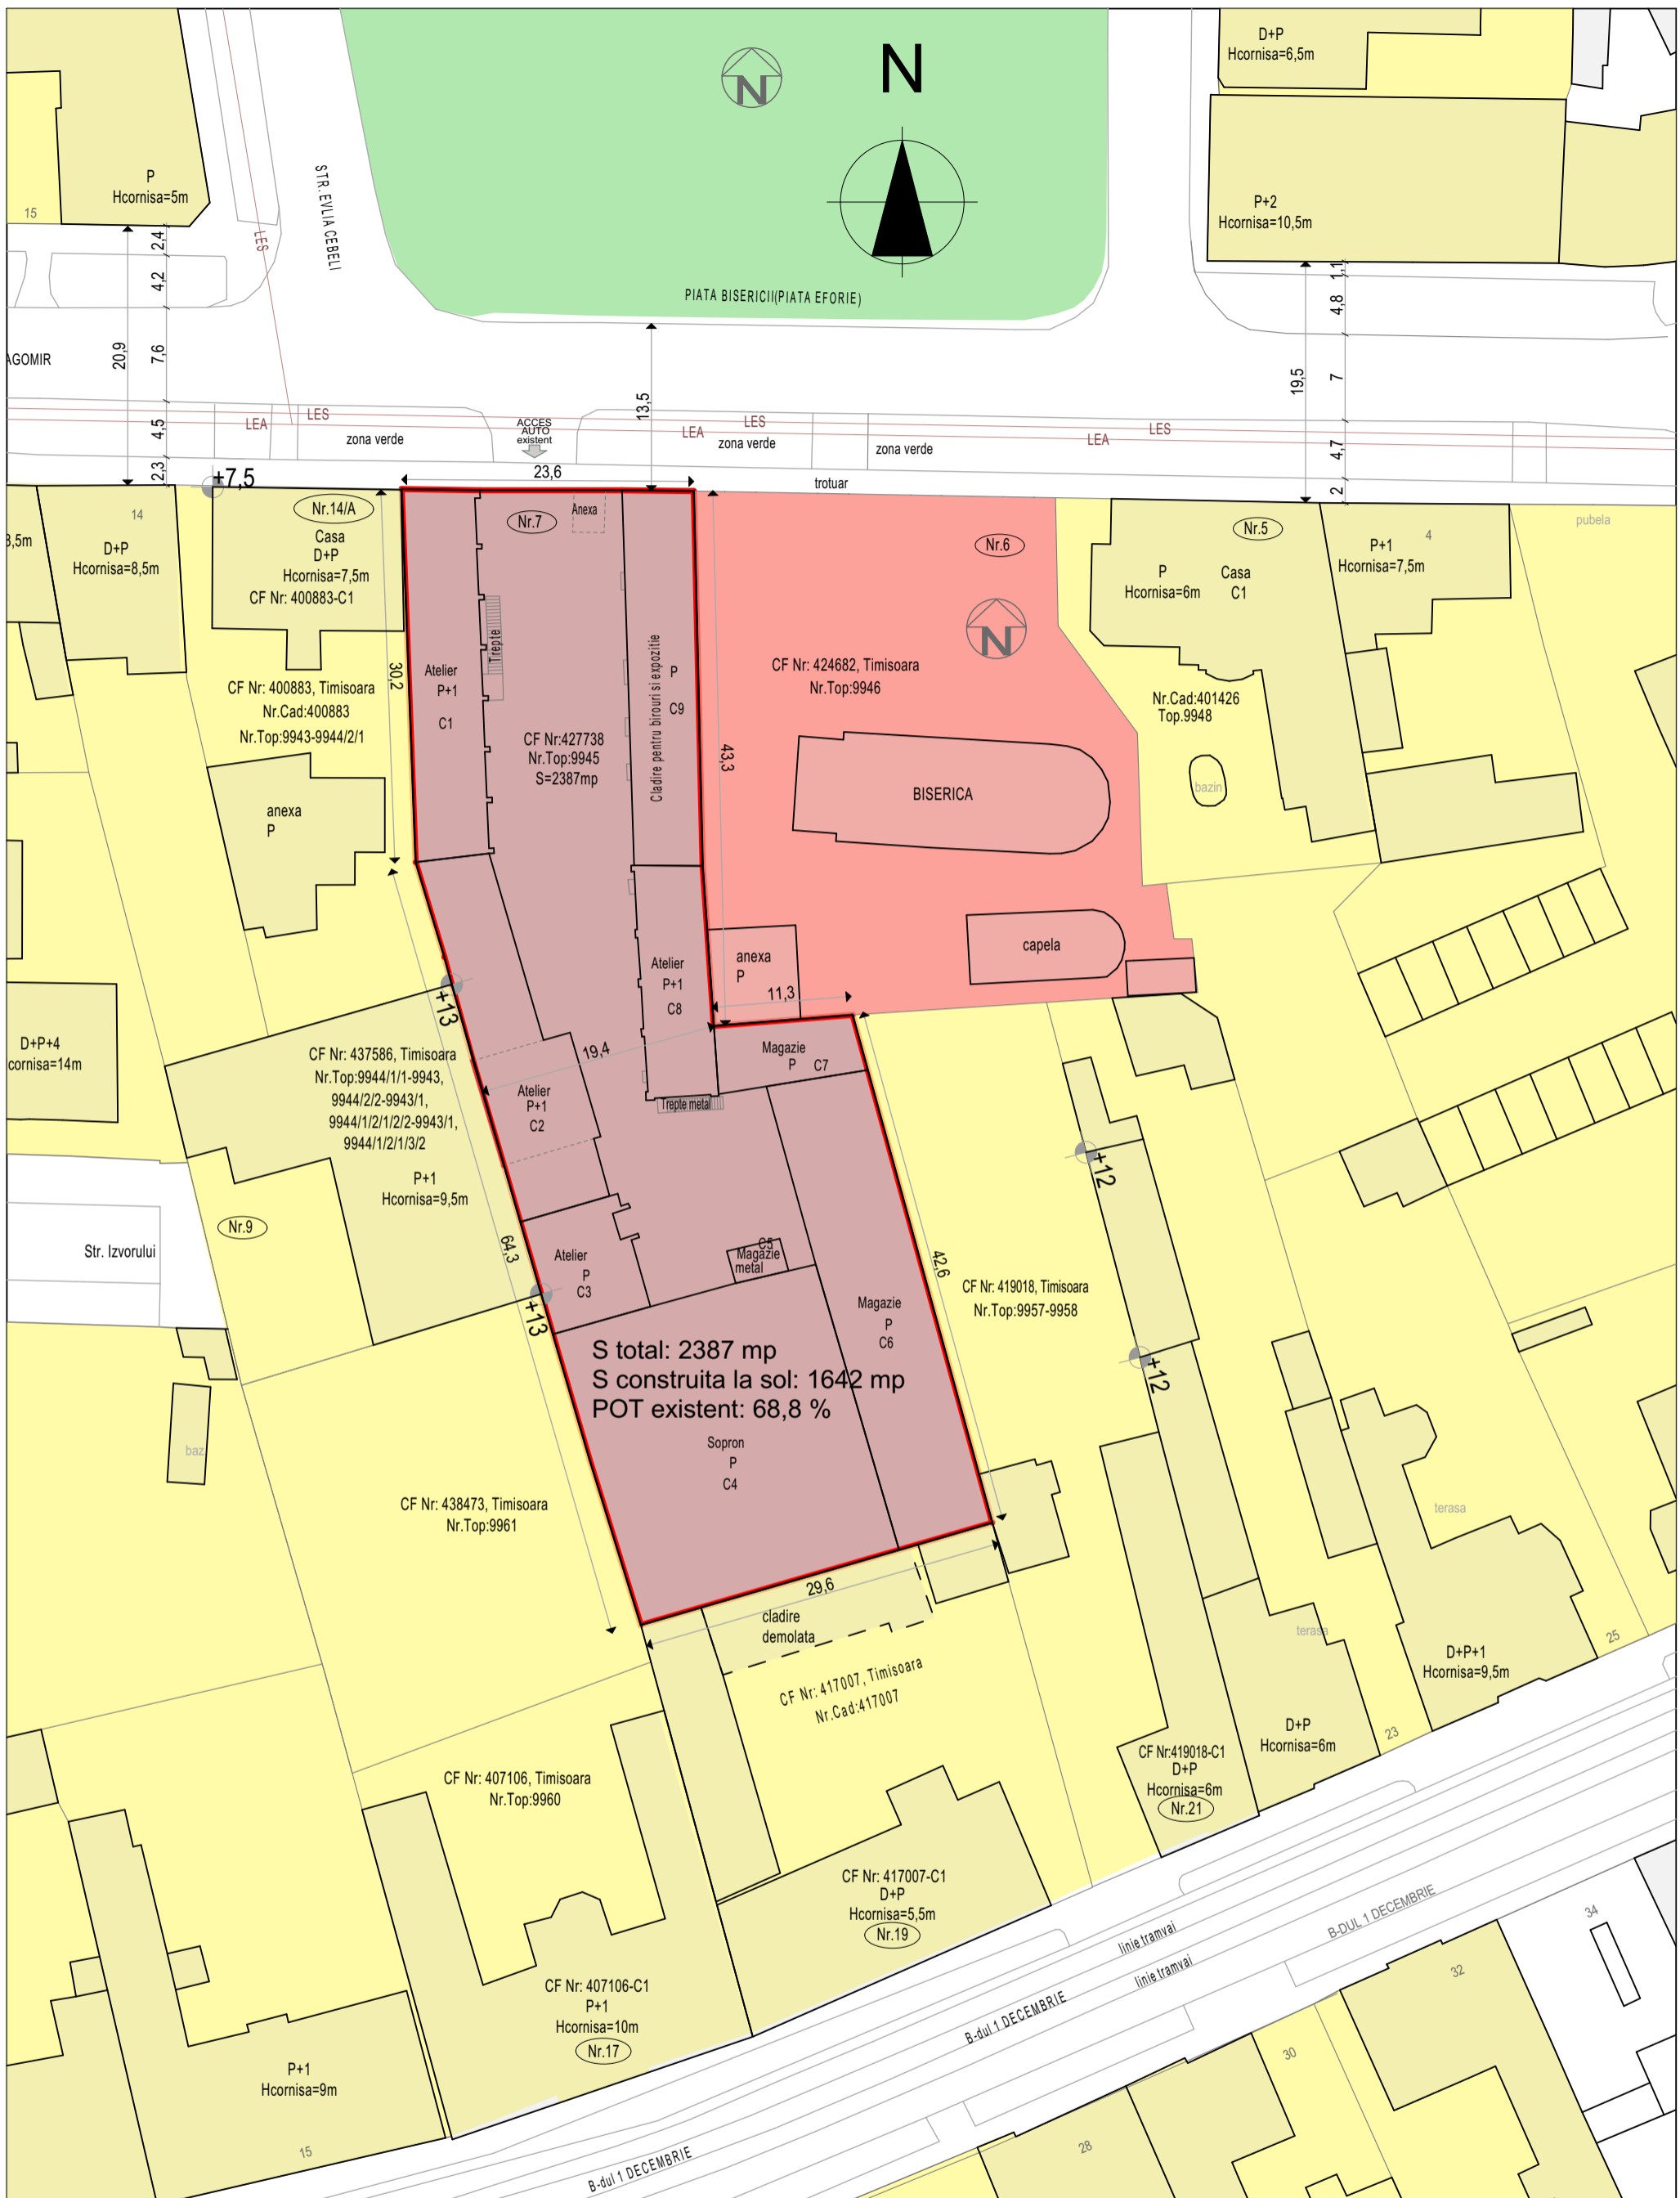 N
N
D+P
Hcornisa=6,5m
P
Hcornisa=5m
15
STR. EVLIA CEBELI
LES
P+2
Hcornisa=10,5m
PIATA BISERICII(PIATA EFORIE)
2,4
4,2
20,9
7,6
4,5
2,3
AGOMIR
13,5
1,1
4,8
19,5
7
4,7
2
LEA
LES
zona verde
ACCES
AUTO
existent
LEA
LES
zona verde
zona verde
LEA
LES
23,6
trotuar
+7,5
3,5m
14
D+P
Hcornisa=8,5m
Nr.14/A
Casa
D+P
Hcornisa=7,5m
CF Nr: 400883-C1
Nr.7
Anexa
Nr.6
Nr.5
P
Hcornisa=6m
Casa
C1
P+1
Hcornisa=7,5m
4
pubela
30,2
Trepte
Atelier
P+1
C1
Cladire pentru birouri si expozitie
P
C9
N
CF Nr: 424682, Timisoara
Nr.Top:9946
CF Nr: 400883, Timisoara
Nr.Cad:400883
Nr.Top:9943-9944/2/1
Nr.Cad:401426
Top.9948
CF Nr:427738
Nr.Top:9945
S=2387mp
43,3
BISERICA
bazin
anexa
P
Atelier
P+1
C8
anexa
P
capela
11,3
+13
D+P+4
cornisa=14m
CF Nr: 437586, Timisoara
Nr.Top:9944/1/1-9943,
9944/2/2-9943/1,
9944/1/2/1/2/2-9943/1,
9944/1/2/1/3/2
P+1
Hcornisa=9,5m
19,4
Magazie
P C7
Atelier
P+1
C2
Trepte metal
+12
Nr.9
Str. Izvorului
64,3
Atelier
P
C3
C5
Magazie
metal
42,6
CF Nr: 419018, Timisoara
Nr.Top:9957-9958
Magazie
P
C6
+13
+12
S total: 2387 mp
S construita la sol: 1642 mp
POT existent: 68,8 %
Sopron
P
C4
baz.
CF Nr: 438473, Timisoara
Nr.Top:9961
terasa
29,6
cladire
demolata
terasa
25
D+P+1
Hcornisa=9,5m
CF Nr: 417007, Timisoara
Nr.Cad:417007
D+P
Hcornisa=6m
23
CF Nr:419018-C1
D+P
Hcornisa=6m
Nr.21
CF Nr: 407106, Timisoara
Nr.Top:9960
CF Nr: 417007-C1
D+P
Hcornisa=5,5m
Nr.19
linie tramvai
B-DUL 1 DECEMBRIE
34
linie tramvai
32
CF Nr: 407106-C1
P+1
Hcornisa=10m
Nr.17
B-dul 1 DECEMBRIE
30
P+1
Hcornisa=9m
15
28
B-dul 1 DECEMBRIE